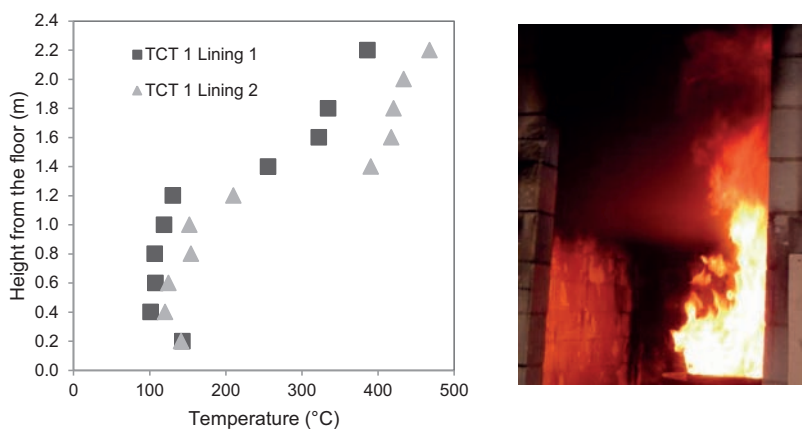 2.4
2.2
2.0
1.8
1.6
1.4
1.2
1.0
0.8
0.6
0.4
0.2
0.0
Height from the floor (m)
TCT 1 Lining 1
TCT 1 Lining 2
0 100 200 300 400 500
Temperature (°C)